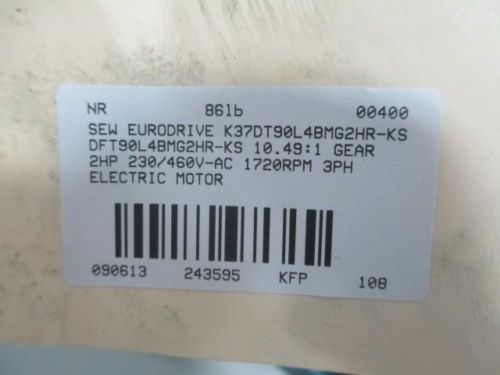 NR 861b 00400
SEW EURODRIVE K37DT90L4BMG2HR-KS
DFT90L4BMG2HR-KS 10.49:1 GEAR
2HP 230/460V-AC 1720RPM 3PH
ELECTRIC MOTOR
090613 243595 KFP 108